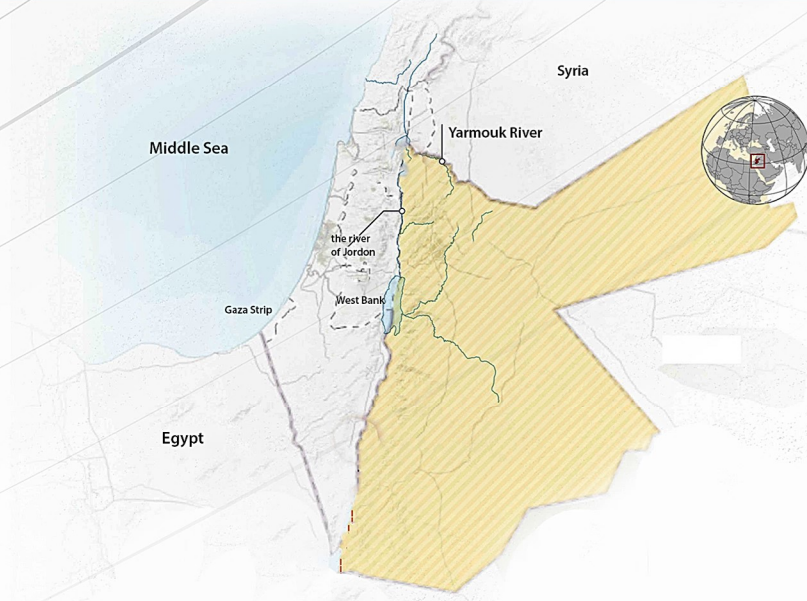 Syria
Yarmouk River
Middle Sea
the river
of Jordon
West Bank
Gaza Strip
Egypt